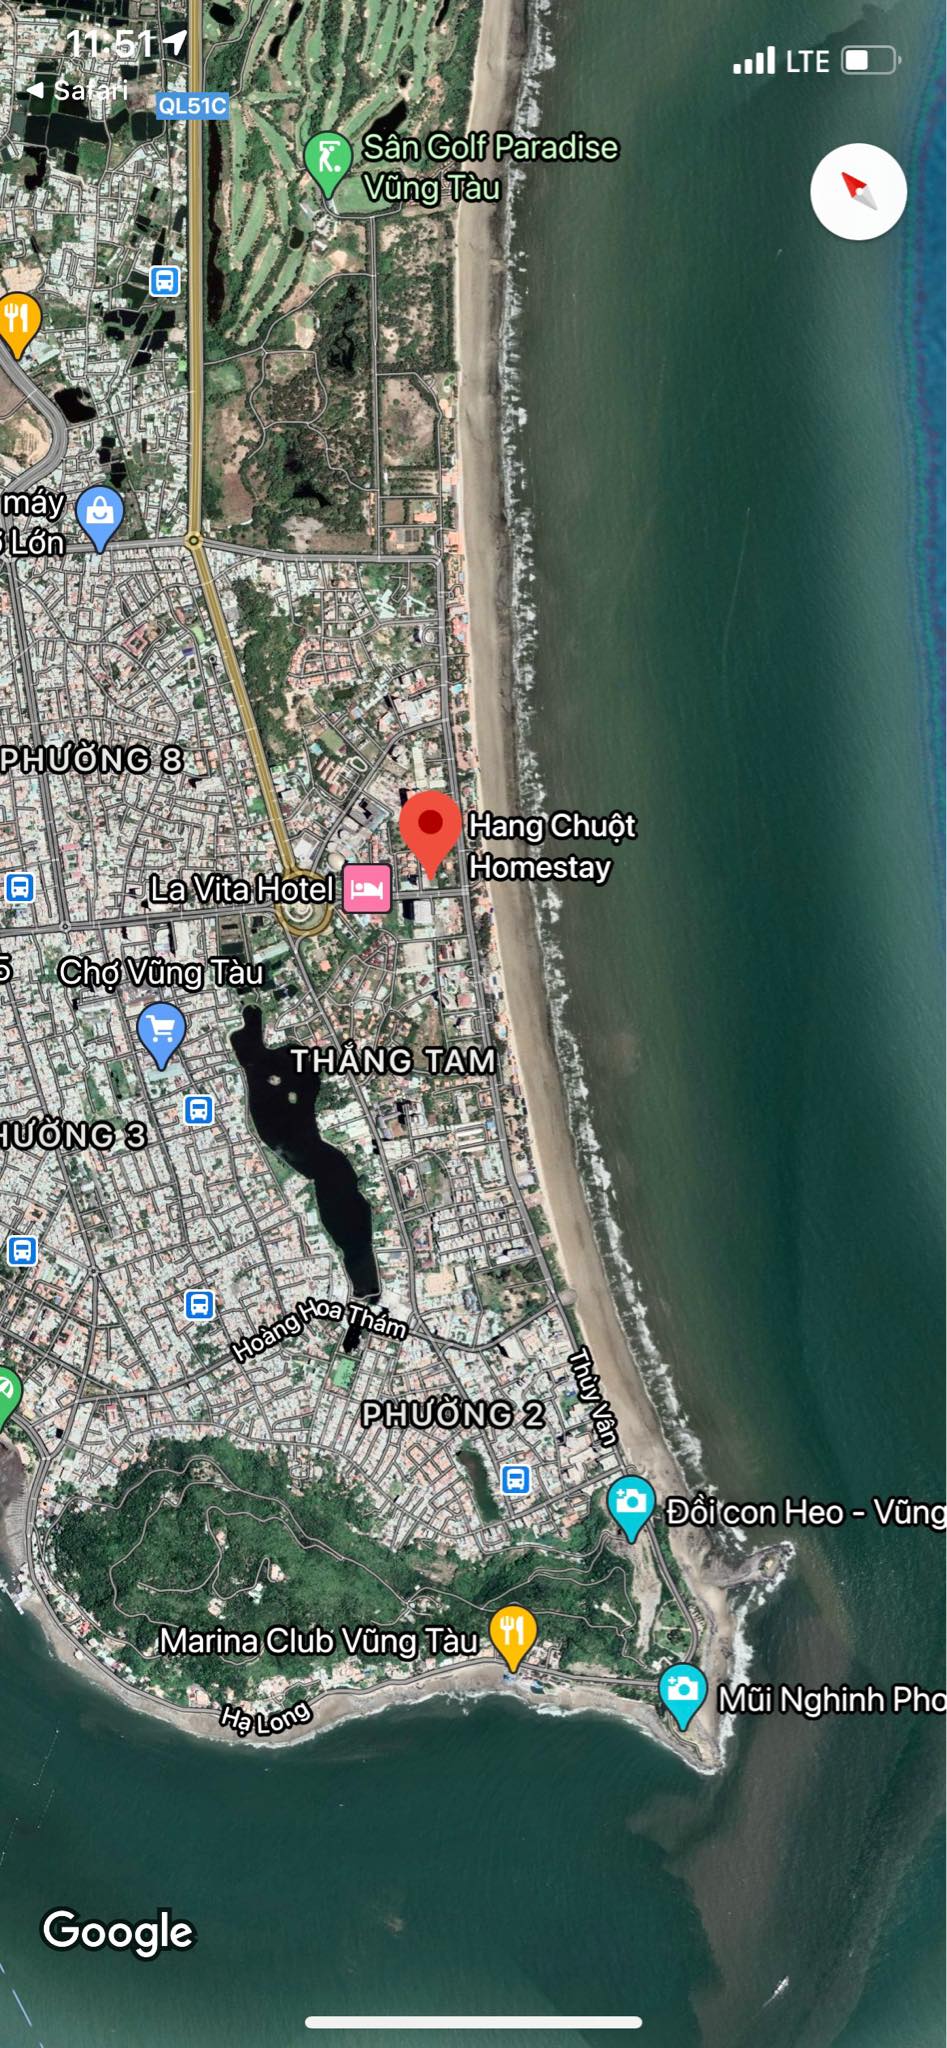 11:51
Safari
LTE
QL51C
Sân Golf Paradise
Vũng Tàu
máy
Lớn
PHƯỜNG 8
Hang Chuột
Homestay
La Vita Hotel
5
Chợ Vũng Tàu
THẮNG TAM
HƯỜNG 3
Hoàng Hoa Thám
Thùy Vân
PHƯỜNG 2
Đồi con Heo - Vũng
Marina Club Vũng Tàu
Mũi Nghinh Pho
Hạ Long
Google